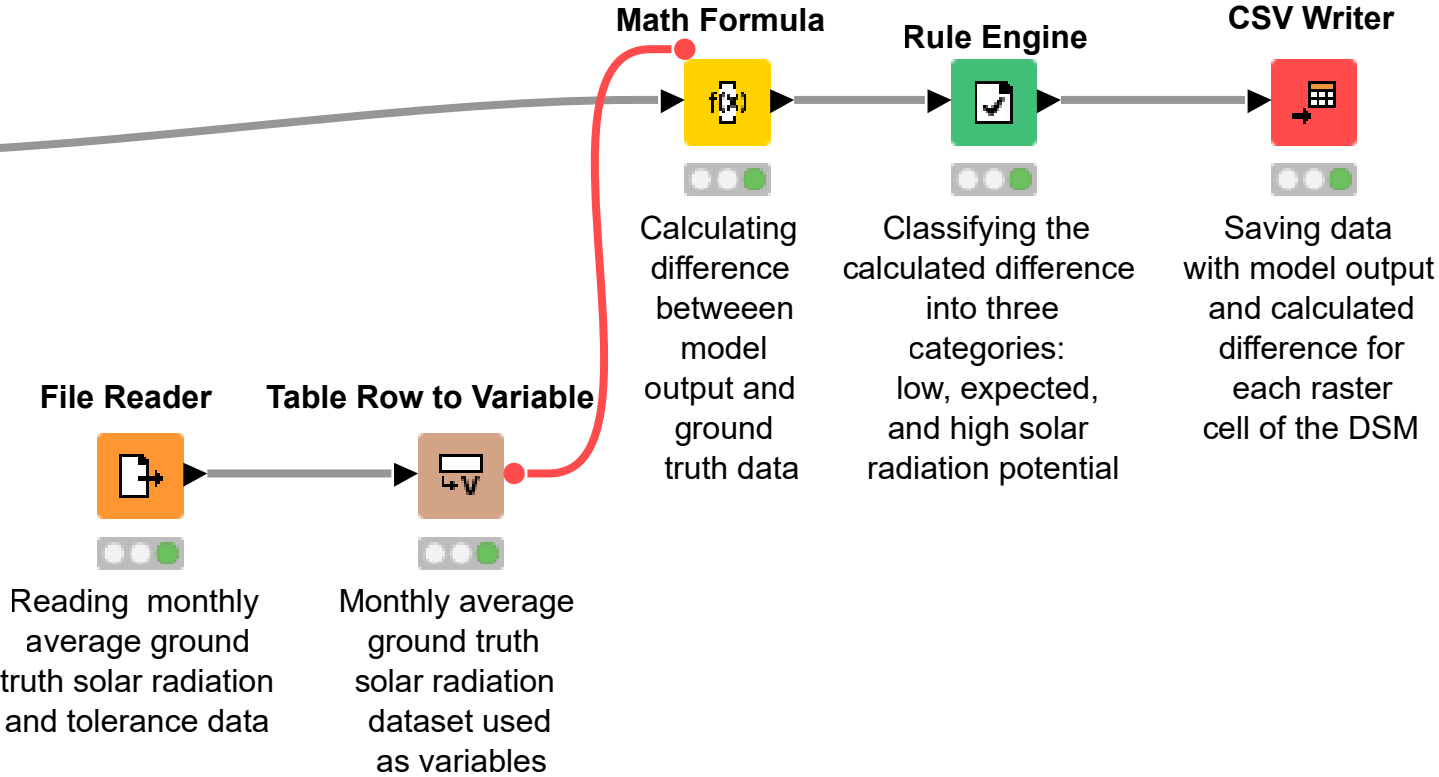 Math Formula
f(x)
Calculating
difference
betweeen
model
output and
ground
truth data
Rule Engine
Classifying the
calculated difference
into three
categories:
low, expected,
and high solar
radiation potential
CSV Writer
Saving data
with model output
and calculated
difference for
each raster
cell of the DSM
File Reader
Reading  monthly
average ground
truth solar radiation
and tolerance data
Table Row to Variable
V
Monthly average
ground truth
solar radiation
dataset used
as variables